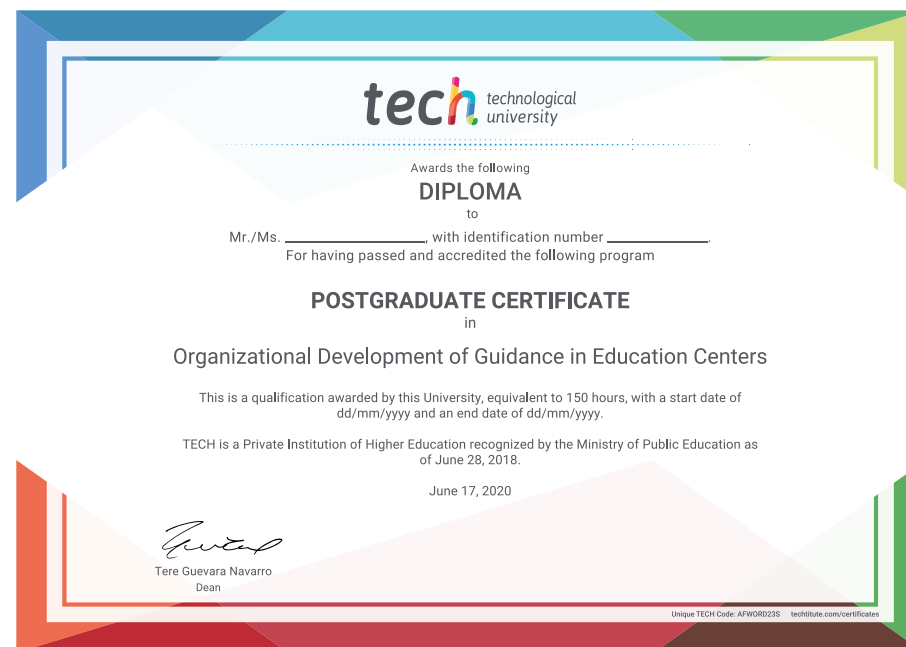 tech technological
university
Awards the following
DIPLOMA
to
Mr./Ms. ____________________, with identification number ______________.
For having passed and accredited the following program
POSTGRADUATE CERTIFICATE
in
Organizational Development of Guidance in Education Centers
This is a qualification awarded by this University, equivalent to 150 hours, with a start date of
dd/mm/yyyy and an end date of dd/mm/yyyy.
TECH is a Private Institution of Higher Education recognized by the Ministry of Public Education as
of June 28, 2018.
June 17, 2020
Tere Guevara Navarro
Dean
Unique TECH Code: AFWORD23S techtitute.com/certificates